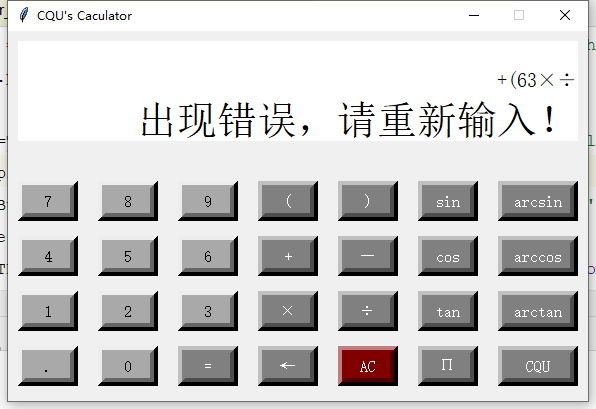 CQU's Caculator
+(63×÷
出现错误，请重新输入！
7 8 9 ( ) sin arcsin
4 5 6 + — cos arccos
1 2 3 × ÷ tan arctan
. 0 = ← AC Π CQU